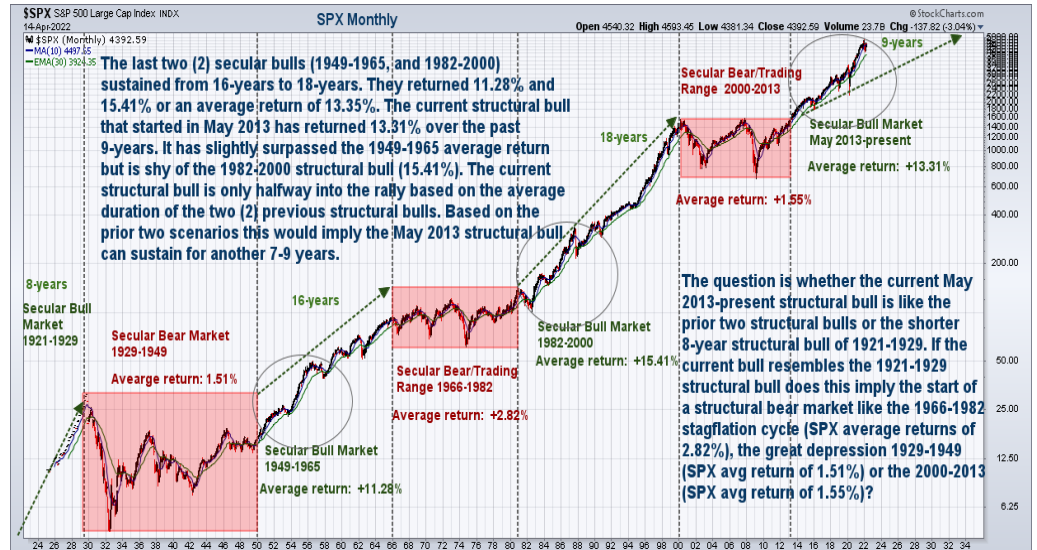 $SPX S&P 500 Large Cap Index INDX
SPX Monthly
© StockCharts.com
14-Apr-2022
Open 4540.32 High 4593.45 Low 4381.34 Close 4392.59 Volume 23.7B Chg -137.82 (-3.04%)
$SPX (Monthly) 4392.59
MA(10) 4497.65
EMA(30) 3924.35
The last two (2) secular bulls (1949-1965, and 1982-2000)
sustained from 16-years to 18-years. They returned 11.28% and
15.41% or an average return of 13.35%. The current structural bull
that started in May 2013 has returned 13.31% over the past
9-years. It has slightly surpassed the 1949-1965 average return
but is shy of the 1982-2000 structural bull (15.41%). The current
structural bull is only halfway into the rally based on the average
duration of the two (2) previous structural bulls. Based on the
prior two scenarios this would imply the May 2013 structural bull
can sustain for another 7-9 years.
9-years
Secular Bear/Trading
Range 2000-2013
Secular Bull Market
May 2013-present
Average return: +13.31%
Average return: +1.55%
18-years
8-years
Secular Bull
Market
1921-1929
Secular Bear Market
1929-1949
Avearge return: 1.51%
16-years
Secular Bull Market
1949-1965
Average return: +11.28%
Secular Bear/Trading
Range 1966-1982
Average return: +2.82%
Secular Bull Market
1982-2000
Average return: +15.41%
The question is whether the current May
2013-present structural bull is like the
prior two structural bulls or the shorter
8-year structural bull of 1921-1929. If the
current bull resembles the 1921-1929
structural bull does this imply the start of
a structural bear market like the 1966-1982
stagflation cycle (SPX average returns of
2.82%), the great depression 1929-1949
(SPX avg return of 1.51%) or the 2000-2013
(SPX avg return of 1.55%)?
2000.00
1800.00
1600.00
1400.00
1200.00
1000.00
800.00
600.00
400.00
200.00
50.00
25.00
12.50
6.25
24 26 28 30 32 34 36 38 40 42 44 46 48 50 52 54 56 58 60 62 64 66 68 70 72 74 76 78 80 82 84 86 88 90 92 94 96 98 00 02 04 06 08 10 12 14 16 18 20 22 24 26 28 30 32 34